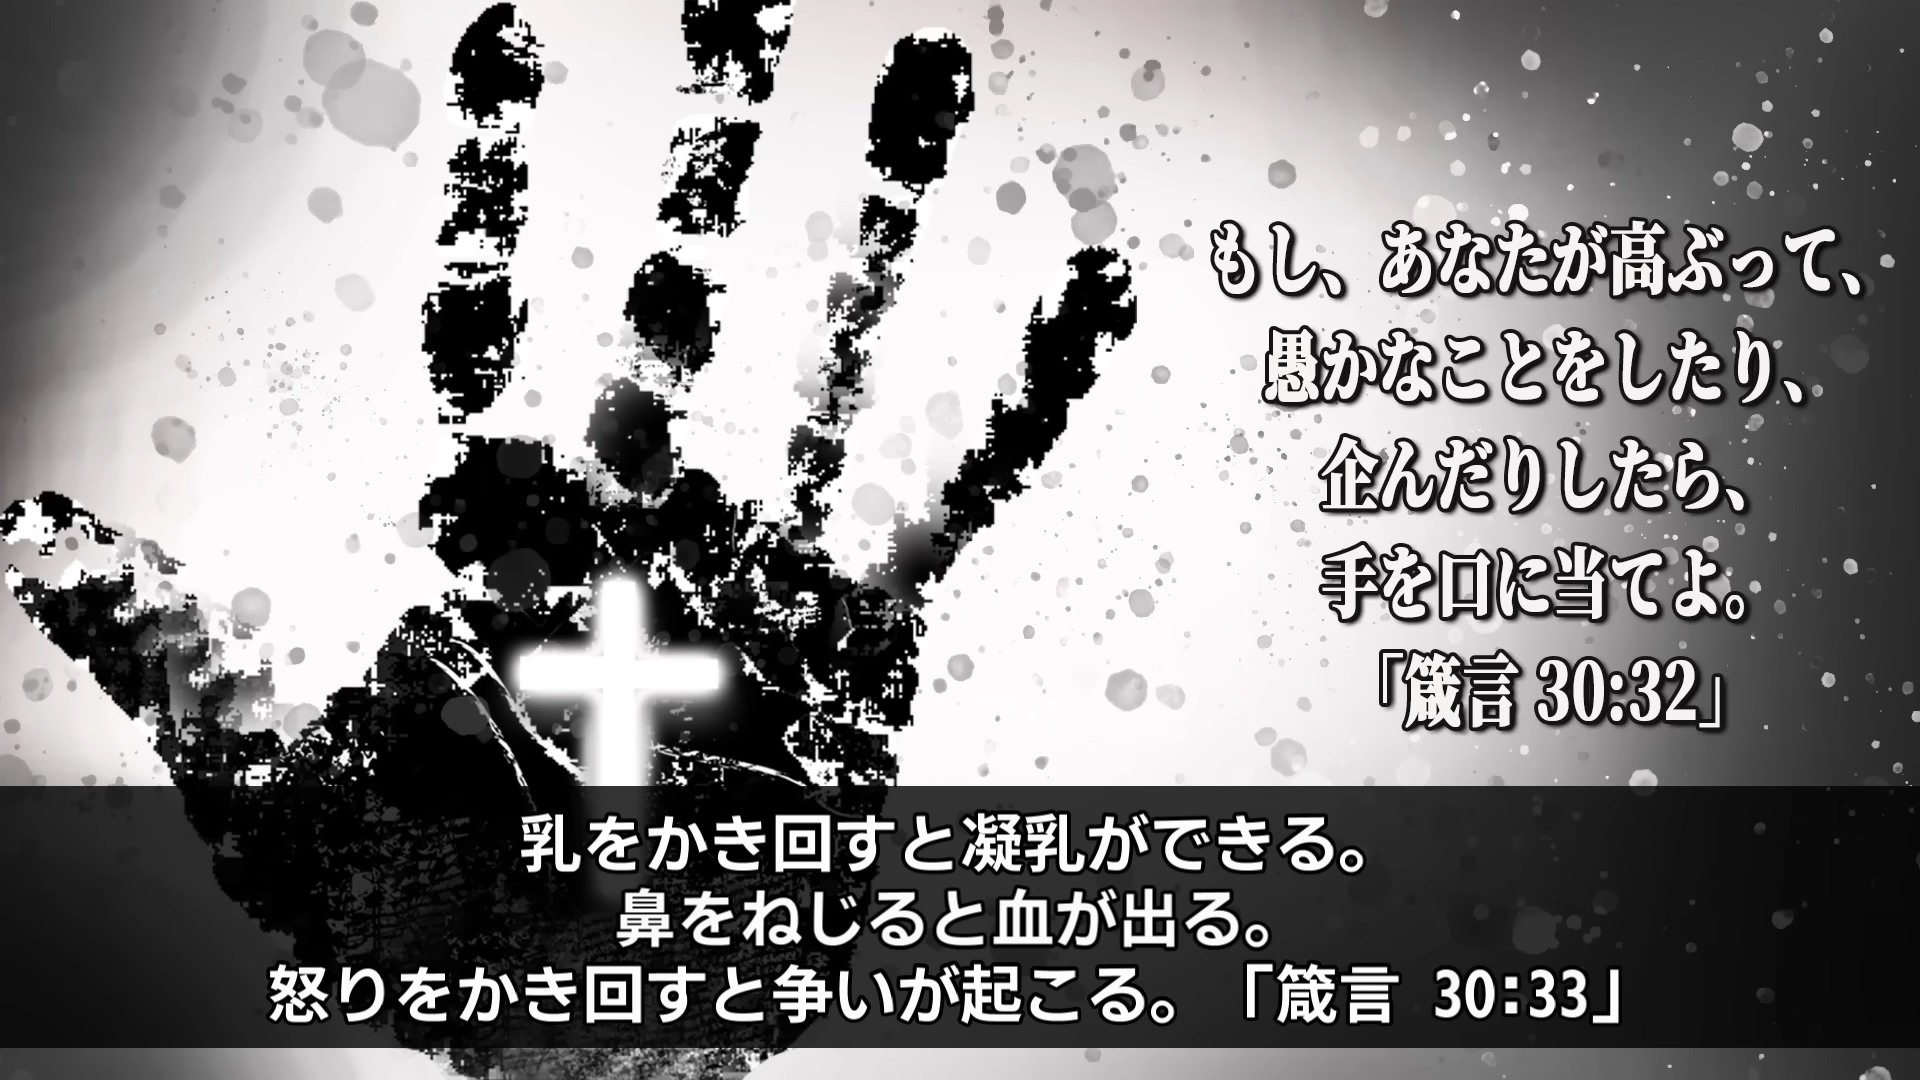 もし、あなたが高ぶって、
愚かなことをしたり、
企んだりしたら、
手を口に当てよ。
「箴言 30:32」
乳をかき回すと凝乳ができる。
鼻をねじると血が出る。
怒りをかき回すと争いが起こる。「箴言 30:33」